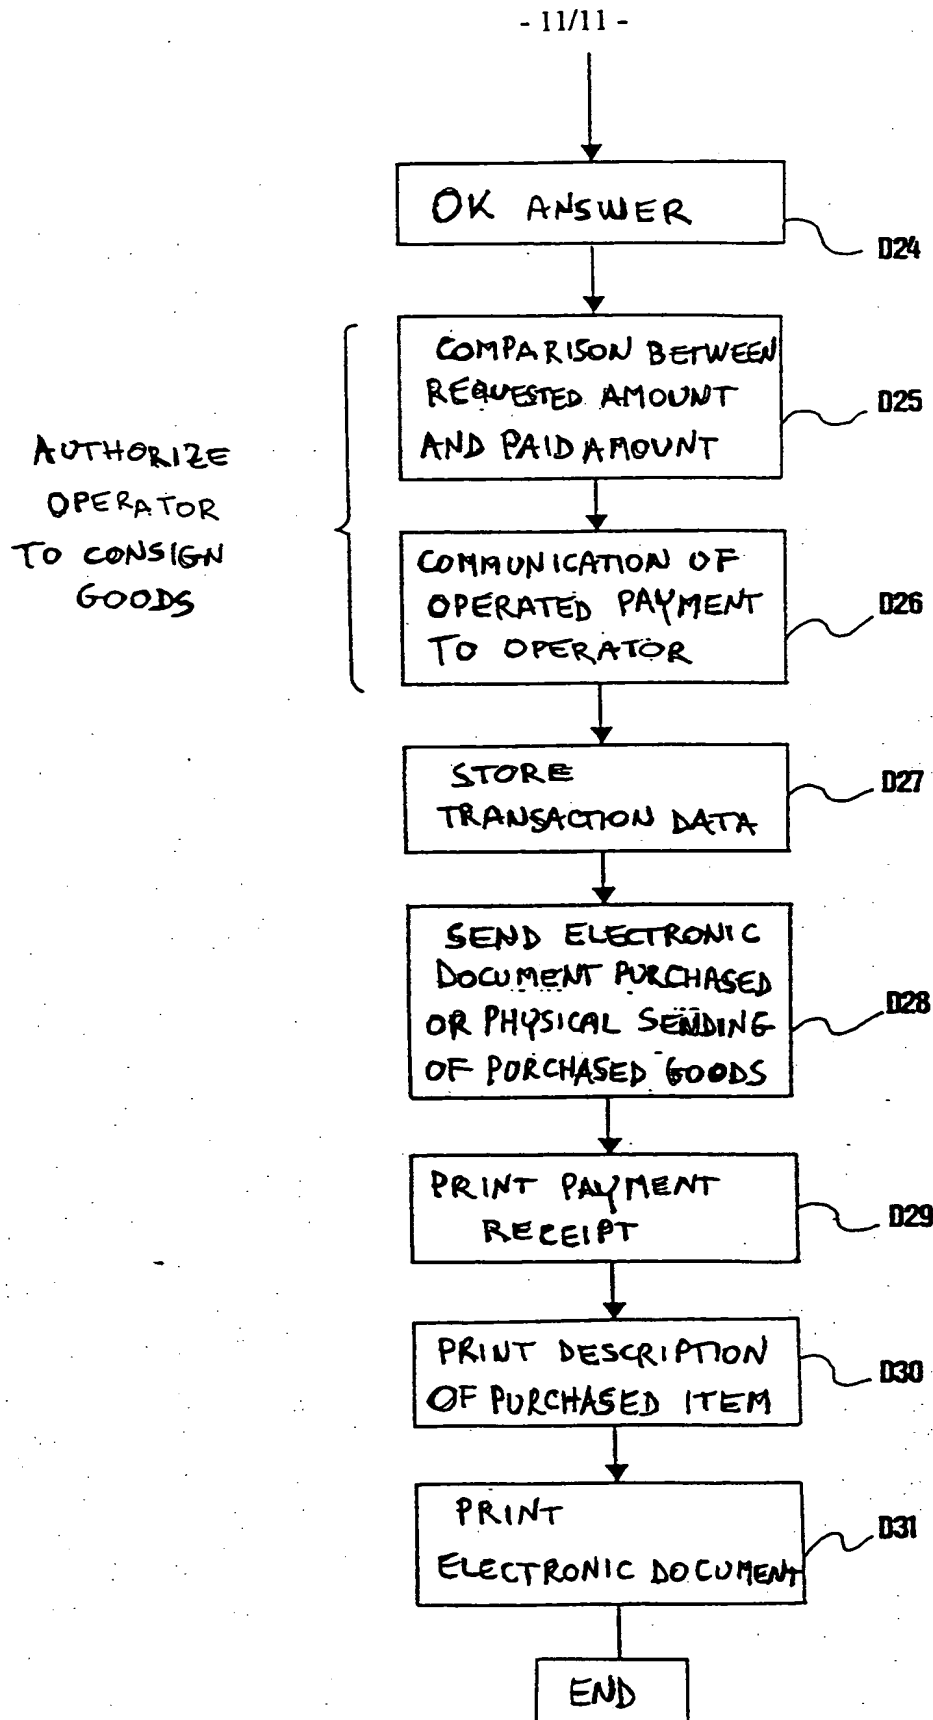 - 11/11 -
OK ANSWER
D24
COMPARISON BETWEEN
REQUESTED AMOUNT
AND PAID AMOUNT
D25
AUTHORIZE
OPERATOR
TO CONSIGN
GOODS
COMMUNICATION OF
OPERATED PAYMENT
TO OPERATOR
D26
STORE
TRANSACTION DATA
D27
SEND ELECTRONIC
DOCUMENT PURCHASED
OR PHYSICAL SENDING
OF PURCHASED GOODS
D28
PRINT PAYMENT
RECEIPT
D29
PRINT DESCRIPTION
OF PURCHASED ITEM
D30
PRINT
ELECTRONIC DOCUMENT
D31
END